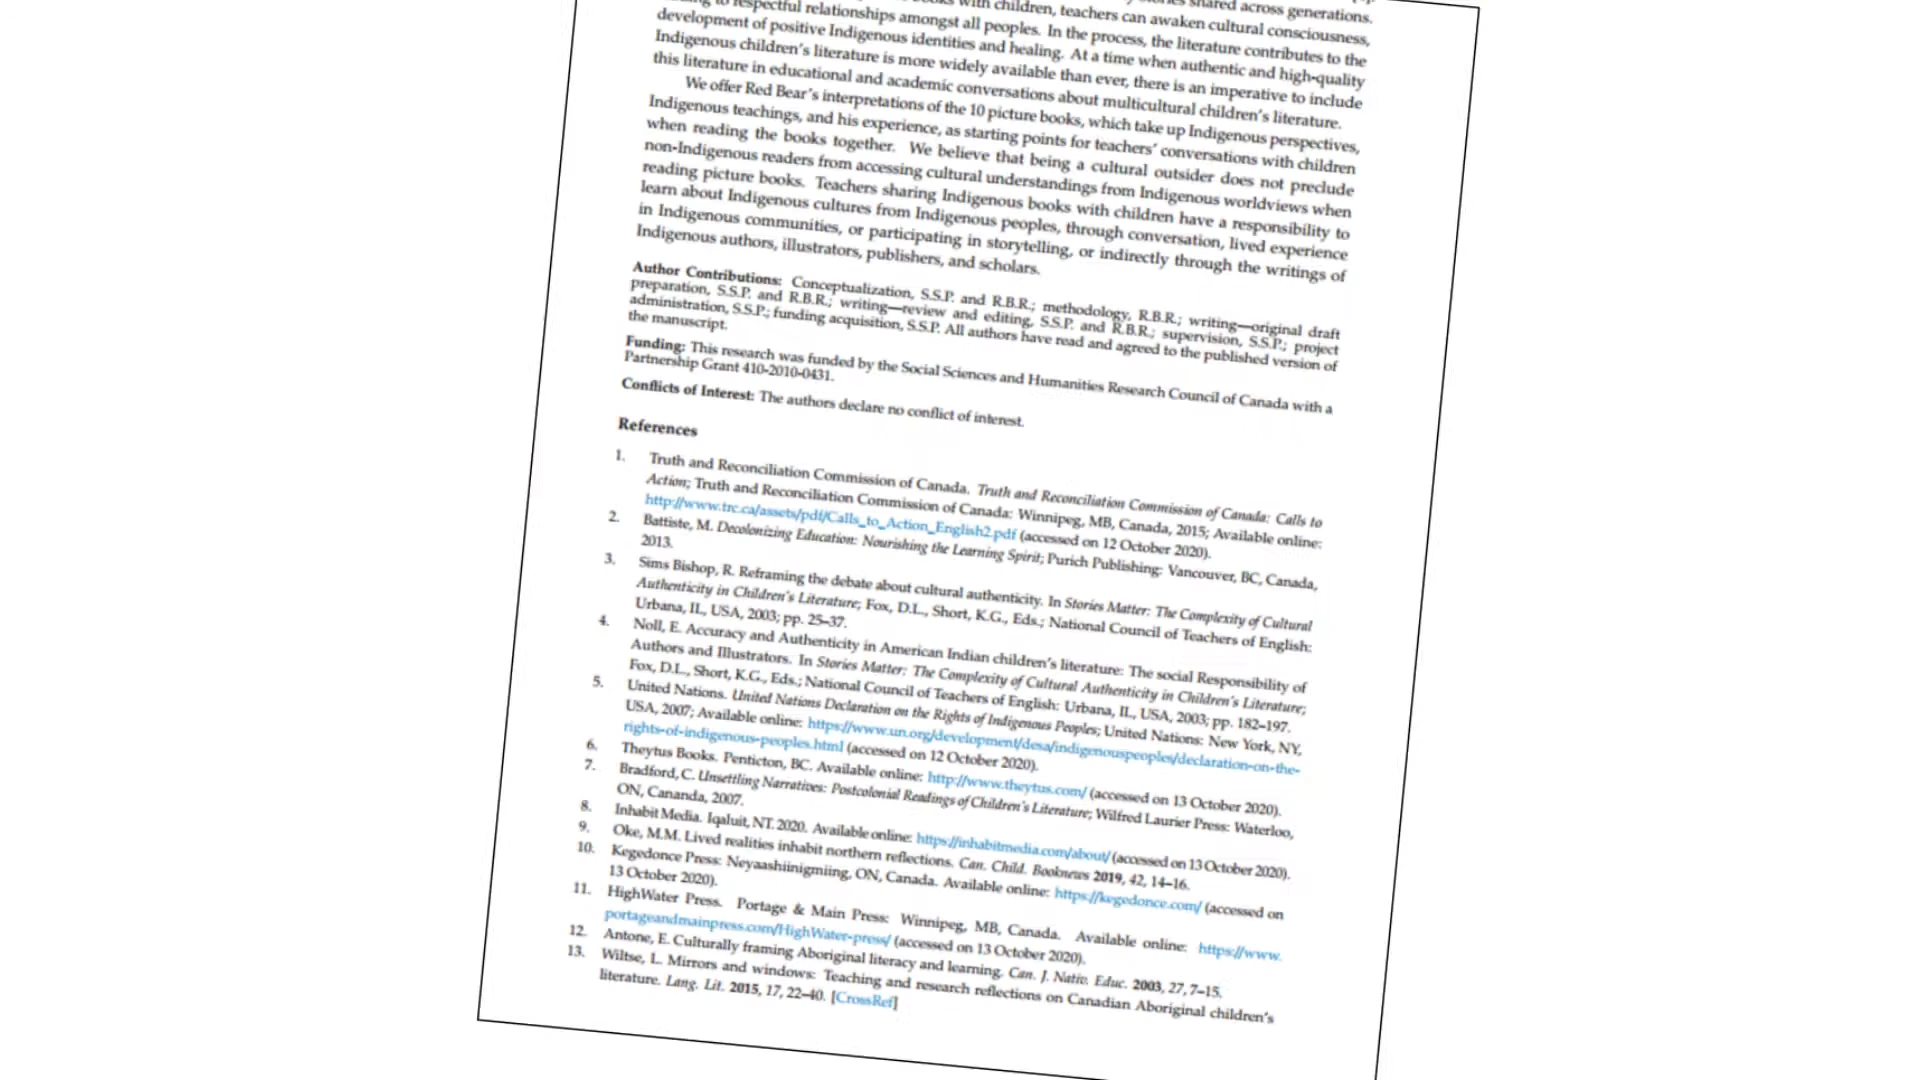 shared across generations.
to respectful relationships amongst all peoples. with children, teachers can awaken cultural consciousness,
development of positive Indigenous identities and healing. In the process, the literature contributes to the
Indigenous children's literature is more widely available than ever, At a time when authentic and high-quality
this literature in educational and academic conversations about multicultural children's literature. there is an imperative to include
We offer Red Bear's interpretations of the 10 picture books, which take up Indigenous perspectives,
Indigenous teachings, and his experience, as starting points for teachers' conversations with children
when reading the books together. We believe that being a cultural outsider does not preclude
non-Indigenous readers from accessing cultural understandings from Indigenous worldviews when
reading picture books. Teachers sharing Indigenous books with children have a responsibility to
learn about Indigenous cultures from Indigenous peoples, through conversation, lived experience
in Indigenous communities, or participating in storytelling, or indirectly through the writings of
Indigenous authors, illustrators, publishers, and scholars.
Author Contributions: Conceptualization, S.S.P. and R.B.R.; methodology, R.B.R.; writing—original draft
preparation, S.S.P. and R.B.R.; writing—review and editing, S.S.P. and R.B.R.; supervision, S.S.P.; project
administration, S.S.P.; funding acquisition, S.S.P. All authors have read and agreed to the published version of
the manuscript.
Funding: This research was funded by the Social Sciences and Humanities Research Council of Canada with a
Partnership Grant 410-2010-0431.
Conflicts of Interest: The authors declare no conflict of interest.
References
1. Truth and Reconciliation Commission of Canada. Truth and Reconciliation Commission of Canada: Calls to
Action; Truth and Reconciliation Commission of Canada: Winnipeg, MB, Canada, 2015; Available online:
http://www.trc.ca/assets/pdf/Calls_to_Action_English2.pdf (accessed on 12 October 2020).
2. Battiste, M. Decolonizing Education: Nourishing the Learning Spirit; Purich Publishing: Vancouver, BC, Canada,
2013.
3. Sims Bishop, R. Reframing the debate about cultural authenticity. In Stories Matter: The Complexity of Cultural
Authenticity in Children's Literature; Fox, D.L., Short, K.G., Eds.; National Council of Teachers of English:
Urbana, IL, USA, 2003; pp. 25–37.
4. Noll, E. Accuracy and Authenticity in American Indian children's literature: The social Responsibility of
Authors and Illustrators. In Stories Matter: The Complexity of Cultural Authenticity in Children's Literature;
Fox, D.L., Short, K.G., Eds.; National Council of Teachers of English: Urbana, IL, USA, 2003; pp. 182–197.
5. United Nations. United Nations Declaration on the Rights of Indigenous Peoples; United Nations: New York, NY,
USA, 2007; Available online: https://www.un.org/development/desa/indigenouspeoples/declaration-on-the-
rights-of-indigenous-peoples.html (accessed on 12 October 2020).
6. Theytus Books. Penticton, BC. Available online: http://www.theytus.com/ (accessed on 13 October 2020).
7. Bradford, C. Unsettling Narratives: Postcolonial Readings of Children's Literature; Wilfred Laurier Press: Waterloo,
ON, Cananda, 2007.
8. Inhabit Media. Iqaluit, NT. 2020. Available online: https://inhabitmedia.com/about/ (accessed on 13 October 2020).
9. Oke, M.M. Lived realities inhabit northern reflections. Can. Child. Booknews 2019, 42, 14–16.
10. Kegedonce Press: Neyaashiinigmiing, ON, Canada. Available online: https://kegedonce.com/ (accessed on
13 October 2020).
11. HighWater Press. Portage & Main Press: Winnipeg, MB, Canada. Available online: https://www.
portageandmainpress.com/HighWater-press/ (accessed on 13 October 2020).
12. Antone, E. Culturally framing Aboriginal literacy and learning. Can. J. Nativ. Educ. 2003, 27, 7–15.
13. Wiltse, L. Mirrors and windows: Teaching and research reflections on Canadian Aboriginal children's
literature. Lang. Lit. 2015, 17, 22–40. [CrossRef]